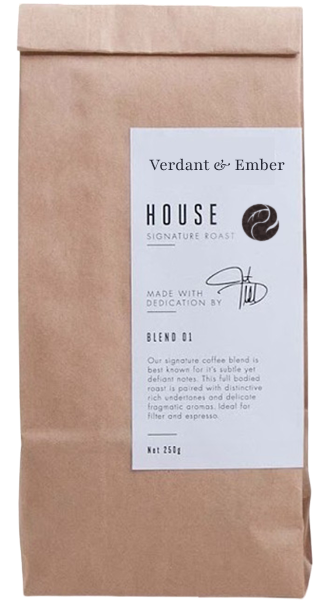 Verdant & Ember
HOUSE
SIGNATURE ROAST
MADE WITH
DEDICATION BY
BLEND 01
Our signature coffee blend is
best known for it's subtle yet
defiant notes. This full bodied
roast is paired with distinctive
rich undertones and delicate
fragmatic aromas. Ideal for
filter and espresso.
Net 250g